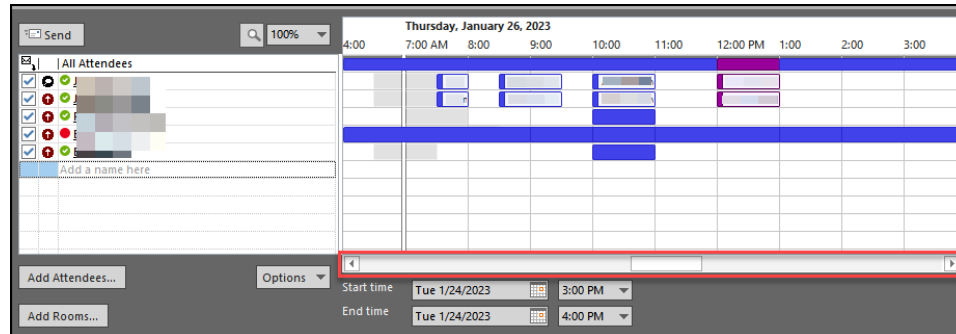 Send
100%
Thursday, January 26, 2023
4:00 7:00 AM 8:00 9:00 10:00 11:00 12:00 PM 1:00 2:00 3:00
All Attendees
Add a name here
Add Attendees...
Options
Start time
Tue 1/24/2023
3:00 PM
Add Rooms...
End time
Tue 1/24/2023
4:00 PM